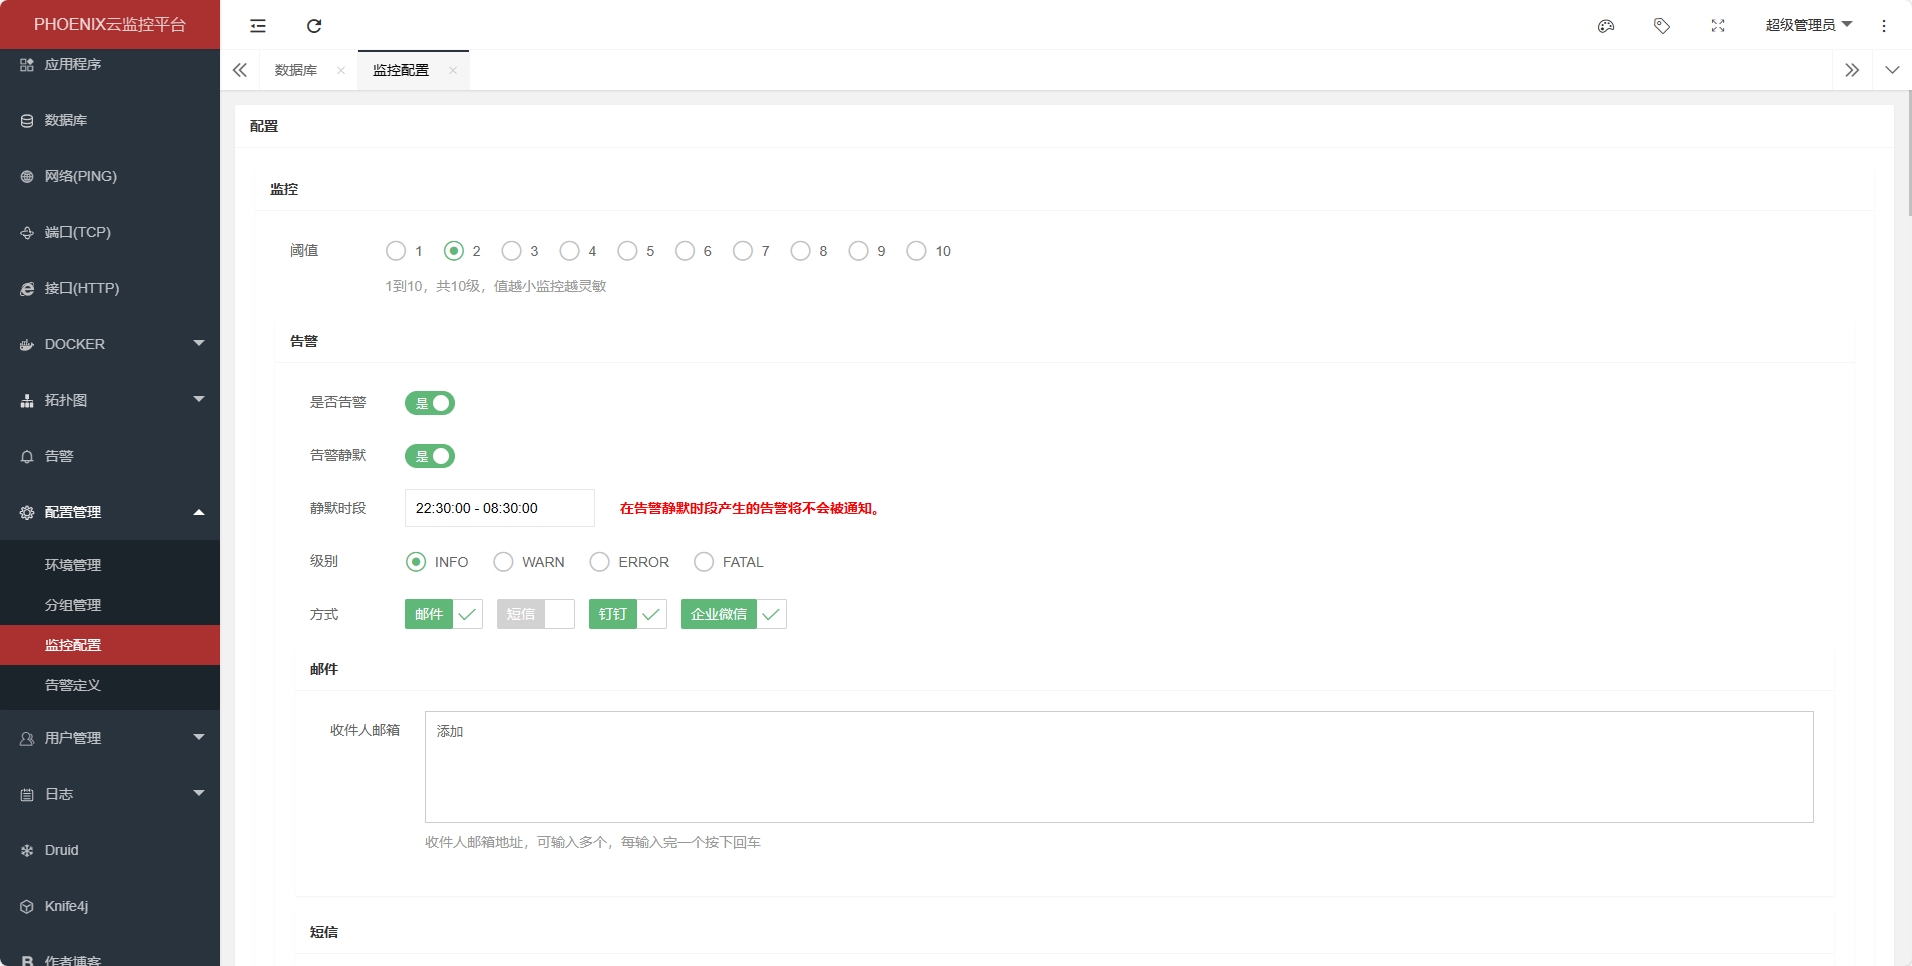 PHOENIX云监控平台
超级管理员
数据库
监控配置
应用程序
数据库
网络(PING)
端口(TCP)
接口(HTTP)
DOCKER
拓扑图
告警
配置管理
环境管理
分组管理
监控配置
告警定义
用户管理
日志
Druid
Knife4j
作者博客
配置
监控
阈值 1 2 3 4 5 6 7 8 9 10
1到10，共10级，值越小监控越灵敏
告警
是否告警 是
告警静默 是
静默时段 22:30:00 - 08:30:00 在告警静默时段产生的告警将不会被通知。
级别 INFO WARN ERROR FATAL
方式 邮件 短信 钉钉 企业微信
邮件
收件人邮箱 添加
收件人邮箱地址，可输入多个，每输入完一个按下回车
短信